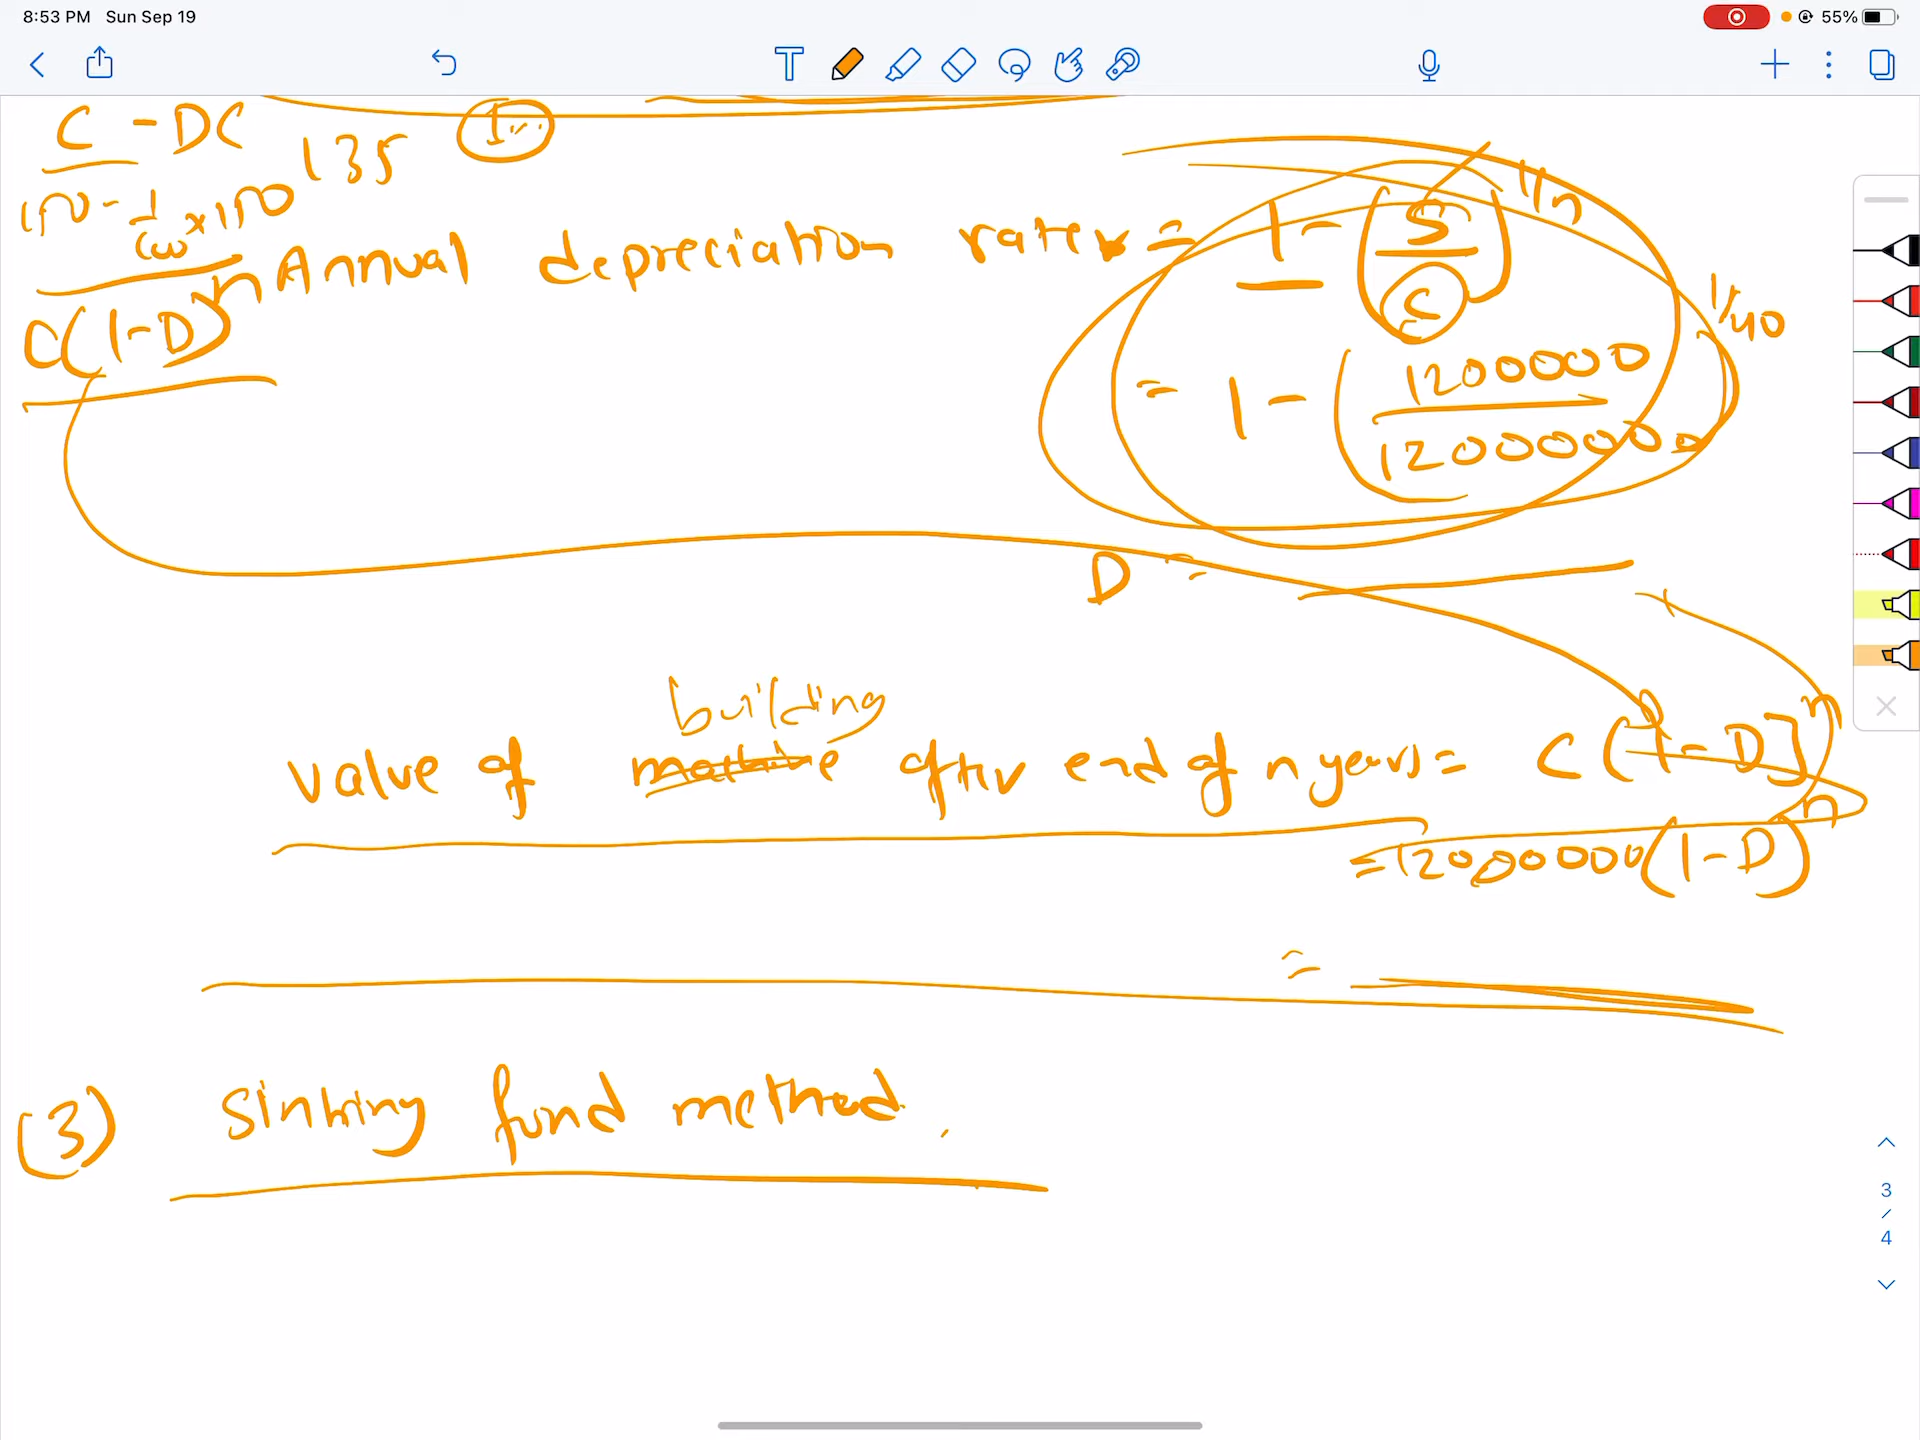 8:53 PM Sun Sep 19
55%
C - DC
135
Annual depreciation rate = 1 - (S/C)^1/n
C(1-D)^n
= 1 - (1200000/12000000)^1/40
D =
building
value of machine after end of n years = C(1-D)^n
= 12000000(1-D)^n
=
(3) Sinking fund method.
3
/
4